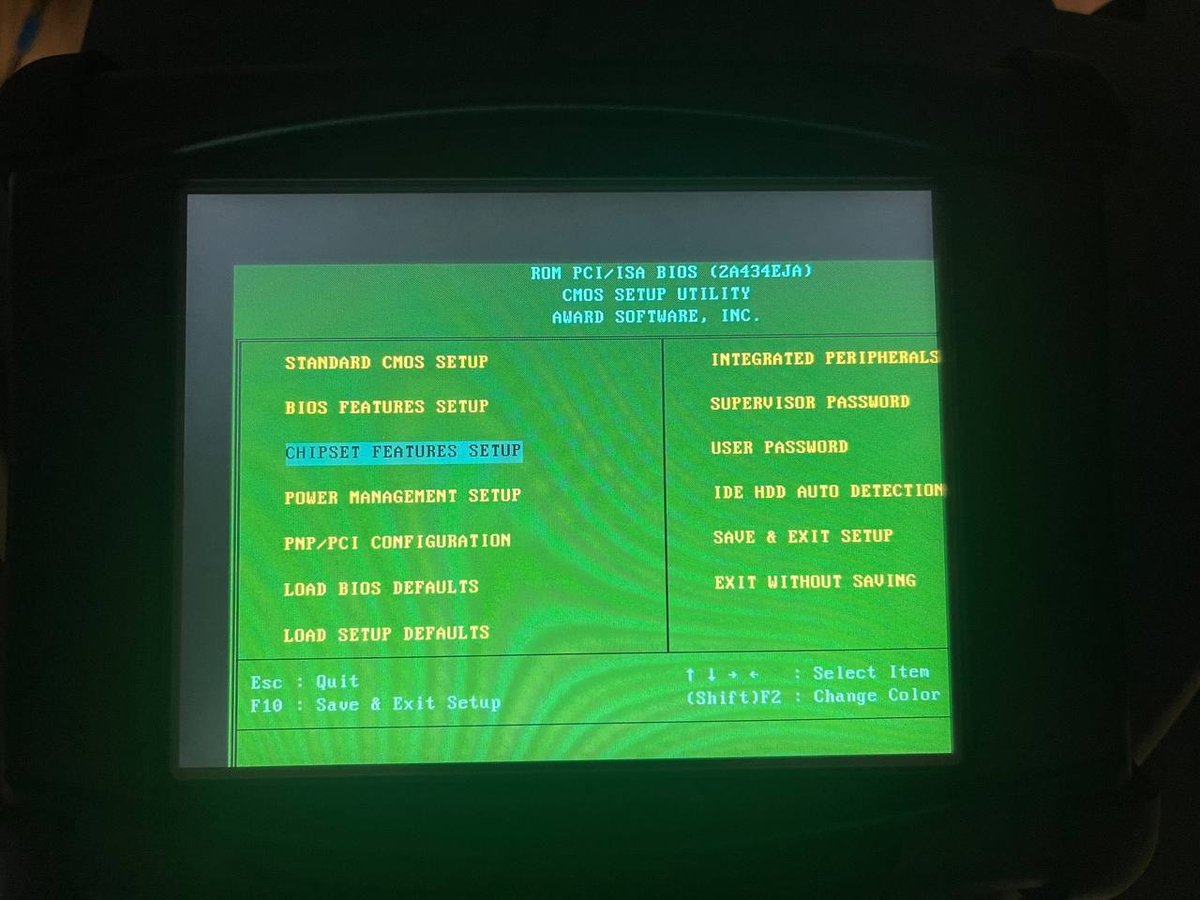 ROM PCI/ISA BIOS (2A434EJA)
CMOS SETUP UTILITY
AWARD SOFTWARE, INC.
STANDARD CMOS SETUP
BIOS FEATURES SETUP
CHIPSET FEATURES SETUP
POWER MANAGEMENT SETUP
PNP/PCI CONFIGURATION
LOAD BIOS DEFAULTS
LOAD SETUP DEFAULTS
INTEGRATED PERIPHERALS
SUPERVISOR PASSWORD
USER PASSWORD
IDE HDD AUTO DETECTION
SAVE & EXIT SETUP
EXIT WITHOUT SAVING
Esc : Quit
F10 : Save & Exit Setup
↑ ↓ → ← : Select Item
(Shift)F2 : Change Color